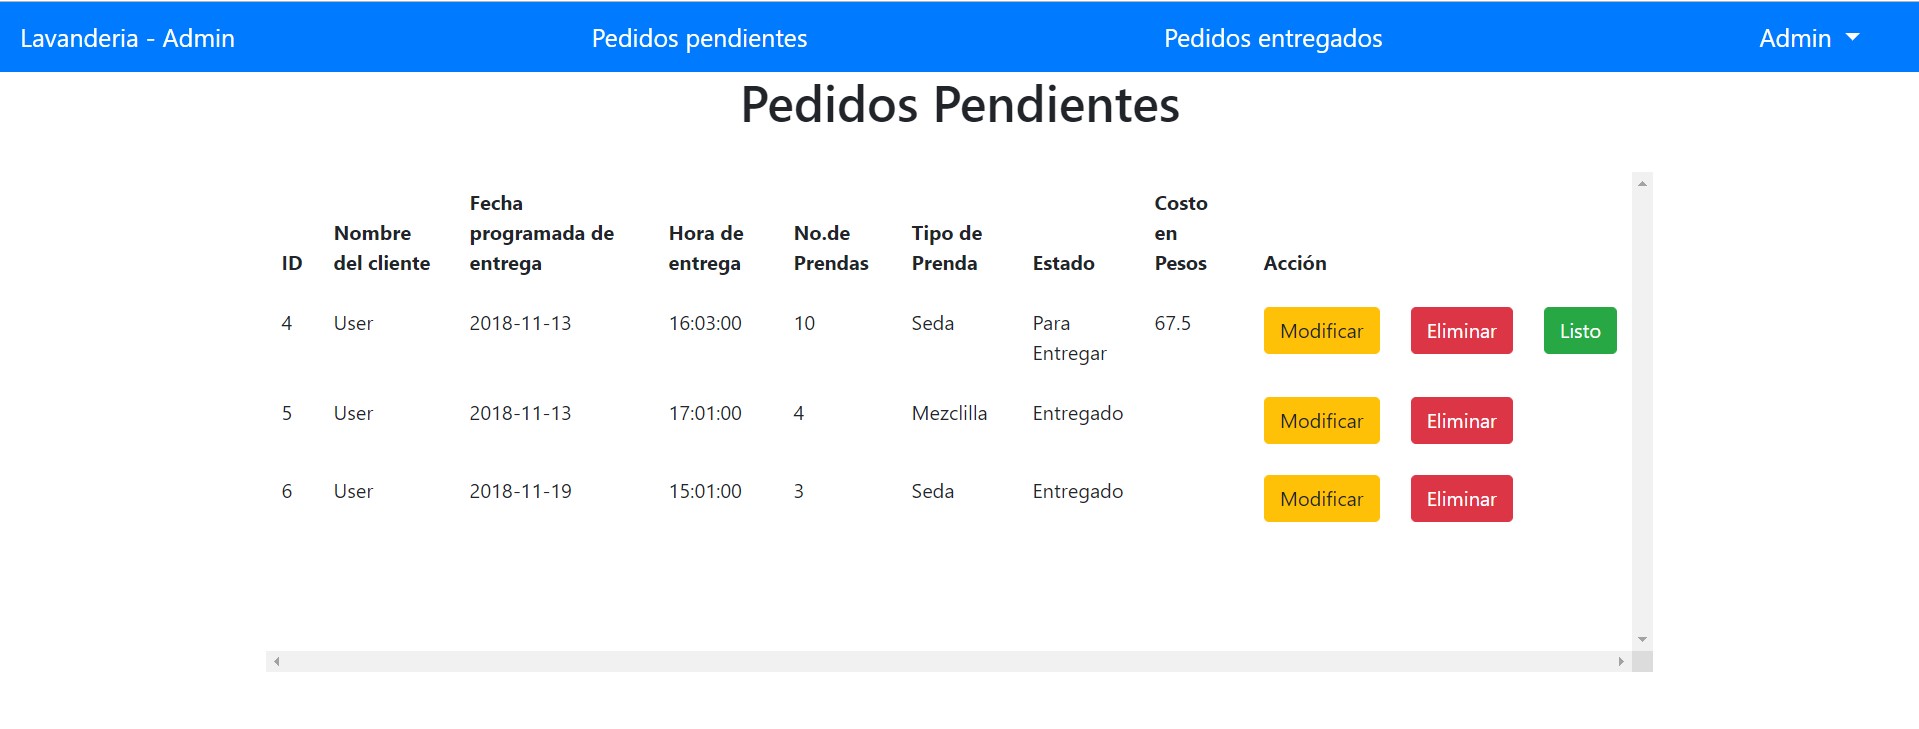 Lavanderia - Admin Pedidos pendientes Pedidos entregados Admin
Pedidos Pendientes
ID Nombre del cliente Fecha programada de entrega Hora de entrega No.de Prendas Tipo de Prenda Estado Costo en Pesos Acción
4 User 2018-11-13 16:03:00 10 Seda Para Entregar 67.5 Modificar Eliminar Listo
5 User 2018-11-13 17:01:00 4 Mezclilla Entregado Modificar Eliminar
6 User 2018-11-19 15:01:00 3 Seda Entregado Modificar Eliminar